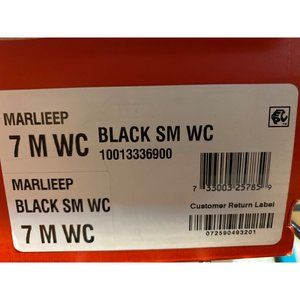 MARLIEEP
7 M WC BLACK SM WC
10013336900
MARLIEEP
BLACK SM WC
7 M WC
7 33003 25785 9
Customer Return Label
072590493201